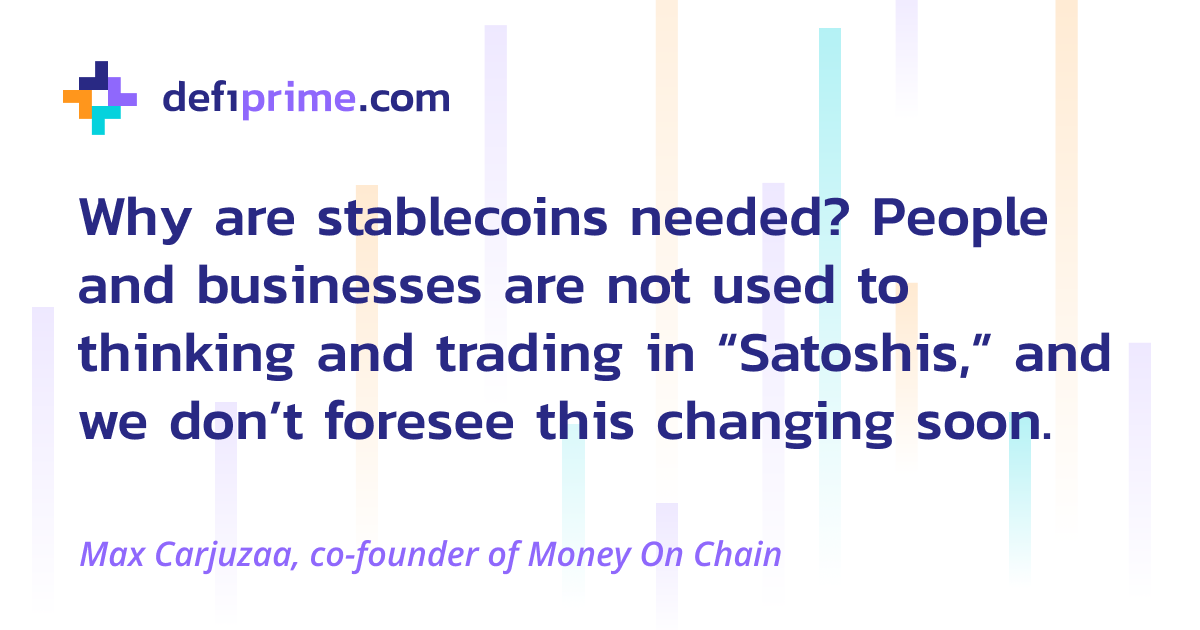 defiprime.com
Why are stablecoins needed? People
and businesses are not used to
thinking and trading in “Satoshis,” and
we don’t foresee this changing soon.
Max Carjuzaa, co-founder of Money On Chain